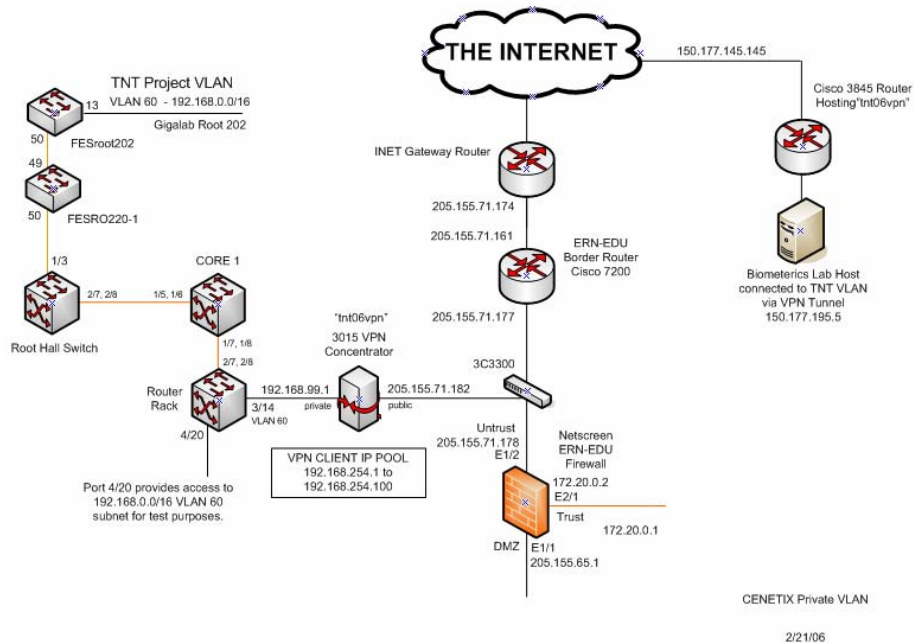 THE INTERNET
150.177.145.145
TNT Project VLAN
VLAN 60 - 192.168.0.0/16
Gigalab Root 202
13
FESroot202
50
49
FESRO220-1
50
1/3
Root Hall Switch
2/7, 2/8
1/5, 1/6
CORE 1
1/7, 1/8
2/7, 2/8
Router
Rack
4/20
3/14
VLAN 60
192.168.99.1
private
"tnt06vpn"
3015 VPN
Concentrator
205.155.71.182
public
VPN CLIENT IP POOL
192.168.254.1 to
192.168.254.100
Port 4/20 provides access to
192.168.0.0/16 VLAN 60
subnet for test purposes.
INET Gateway Router
205.155.71.174
205.155.71.161
ERN-EDU
Border Router
Cisco 7200
205.155.71.177
3C3300
Untrust
205.155.71.178
E1/2
Netscreen
ERN-EDU
Firewall
172.20.0.2
E2/1
Trust
172.20.0.1
DMZ
E1/1
205.155.65.1
Cisco 3845 Router
Hosting"tnt06vpn"
Biometerics Lab Host
connected to TNT VLAN
via VPN Tunnel
150.177.195.5
CENETIX Private VLAN
2/21/06